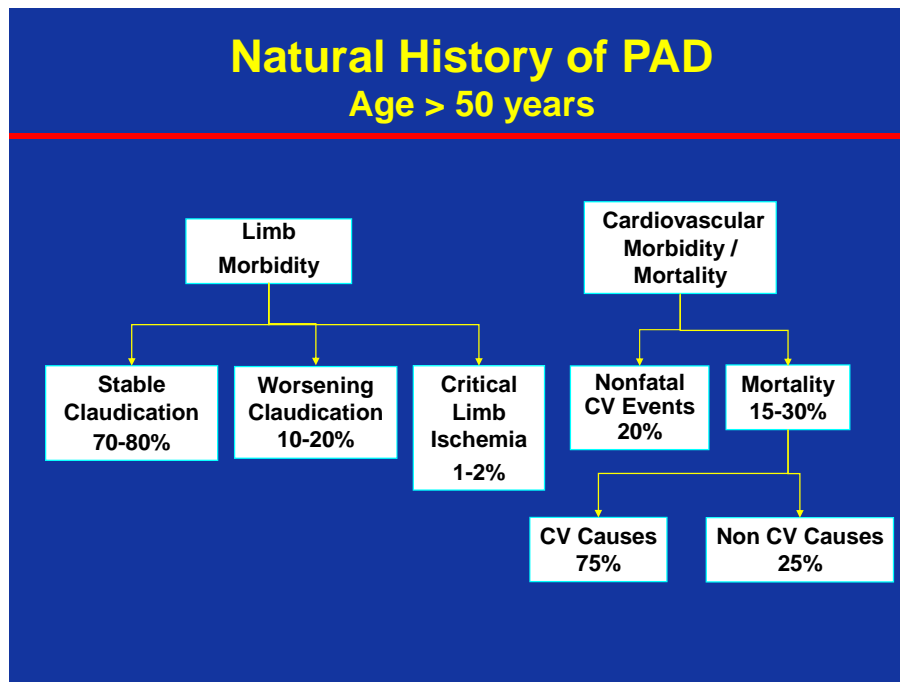 Natural History of PAD
Age > 50 years
Limb
Morbidity
Cardiovascular
Morbidity /
Mortality
Stable
Claudication
70-80%
Worsening
Claudication
10-20%
Critical
Limb
Ischemia
1-2%
Nonfatal
CV Events
20%
Mortality
15-30%
CV Causes
75%
Non CV Causes
25%